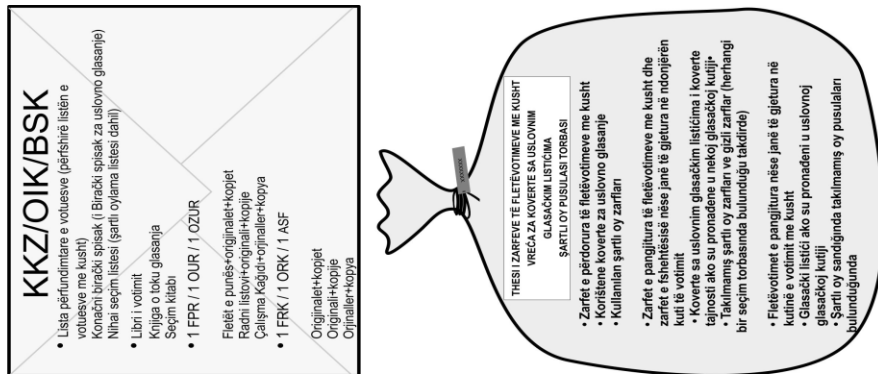 KKZ/OIK/BSK
• Lista përfundimtare e votuesve (përfshirë listën e
votuesve me kusht)
Konačni birački spisak (i Birački spisak za uslovno glasanje)
Nihai seçim listesi (şartlı oylama listesi dahil)
• Libri i votimit
Knjiga o toku glasanja
Seçim kitabı
• 1 FPR / 1 OUR / 1 OZUR
Fletët e punës+origjinalet+kopjet
Radni listovi+originali+kopije
Çalışma Kağıdı+orjinaller+kopya
• 1 FRK / 1 ORK / 1 ASF
Origjinalet+kopjet
Originali+kopije
Orjinaller+kopya
THESI I ZARFEVE TË FLETËVOTIMEVE ME KUSHT
VREĆA ZA KOVERTE SA USLOVNIM
GLASAČKIM LISTIĆIMA
ŞARTLI OY PUSULASI TORBASI
• Zarfet e përdorura të fletëvotimeve me kusht
• Korištene koverte za uslovno glasanje
• Kullanilan şartlı oy zarfları
• Zarfet e pangjitura të fletëvotimeve me kusht dhe
zarfet e fshehtësisë nëse janë të gjetura në ndonjërën
kuti të votimit
• Koverte sa uslovnim glasačkim listićima i koverte
tajnosti ako su pronađene u nekoj glasačkoj kutiji•
• Takılmamış şartlı oy zarfları ve gizli zarflar (herhangi
bir seçim torbasında bulunduğu takdirde)
• Fletëvotimet e pangjitura nëse janë të gjetura në
kutinë e votimit me kusht
• Glasački listići ako su pronađeni u uslovnoj
glasačkoj kutiji
• Şartlı oy sandığında takılmamış oy pusulaları
bulunduğunda